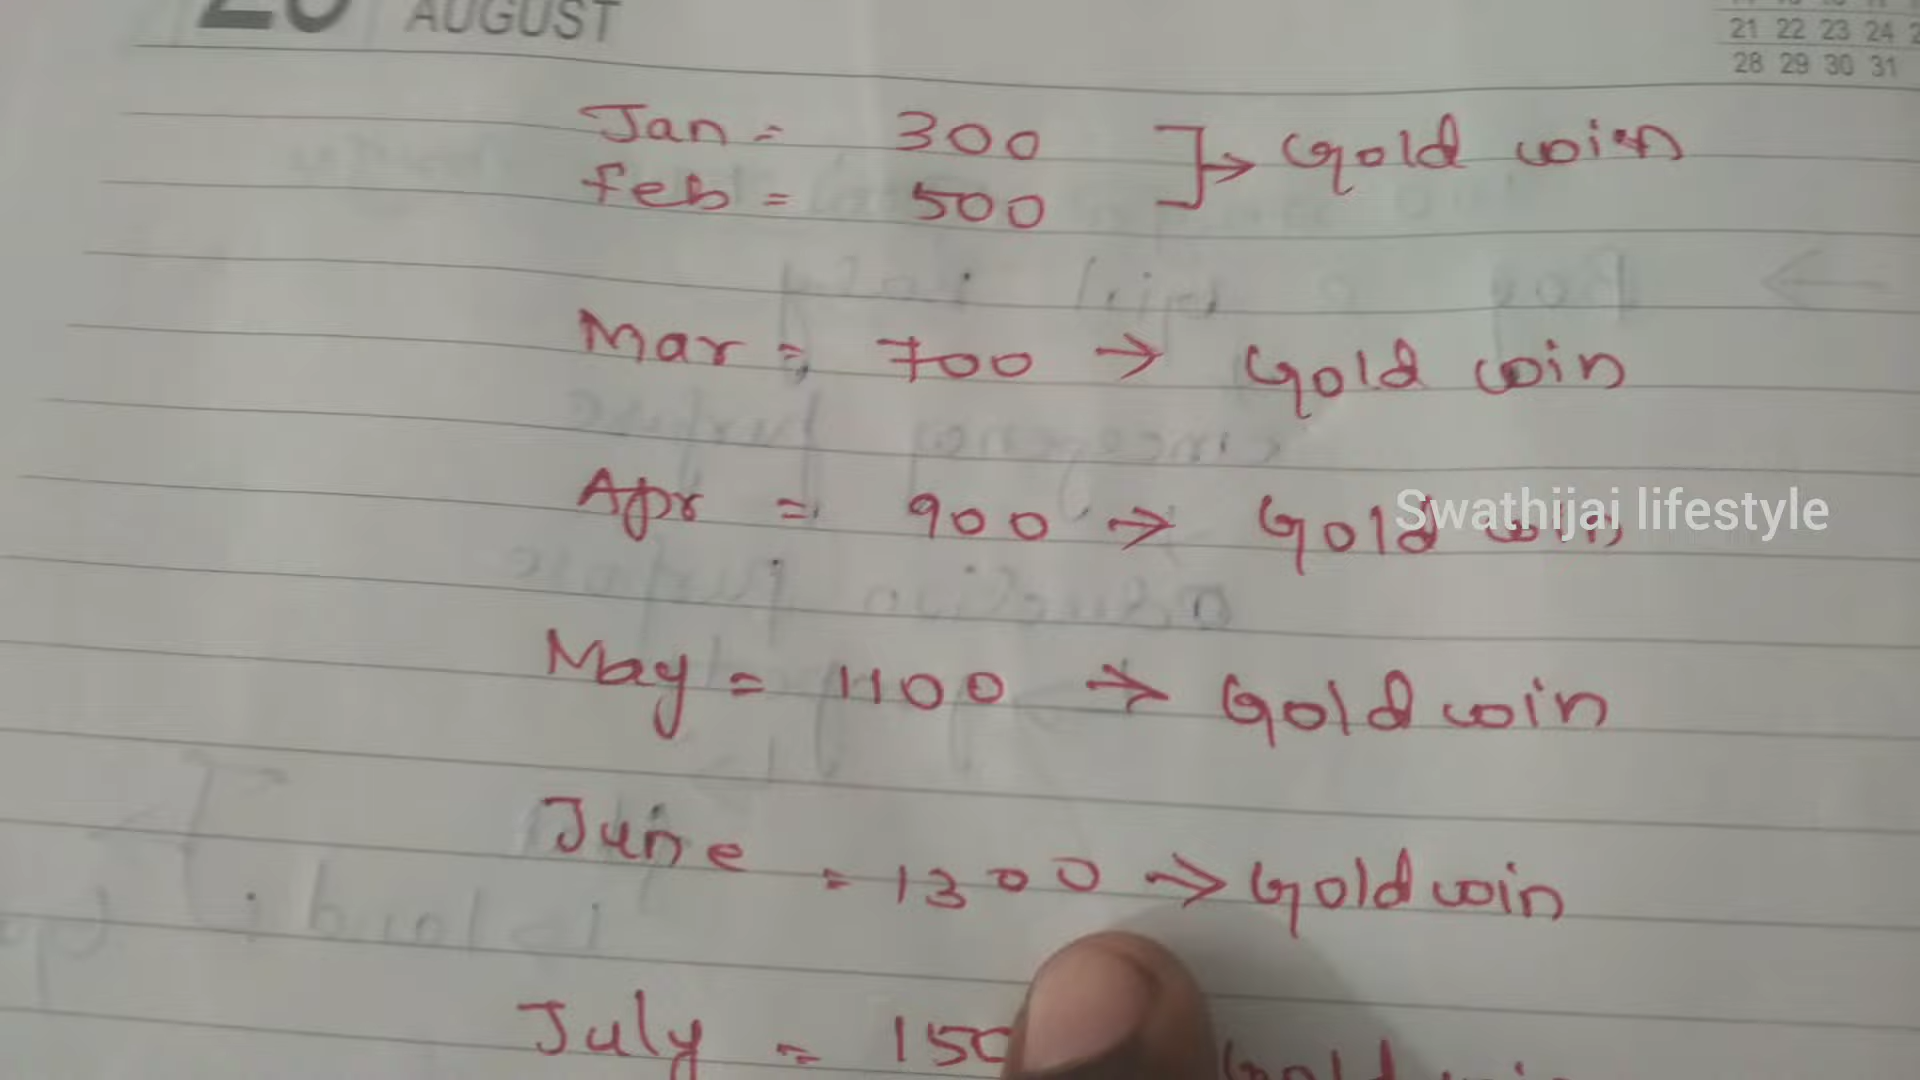 AUGUST
21 22 23 24
28 29 30 31
Jan = 300
Feb = 500
→ Gold coin
Mar = 700 → Gold coin
Apr = 900 → Gold coin
Swathijai lifestyle
May = 1100 → Gold coin
June = 1300 → Gold coin
July = 150